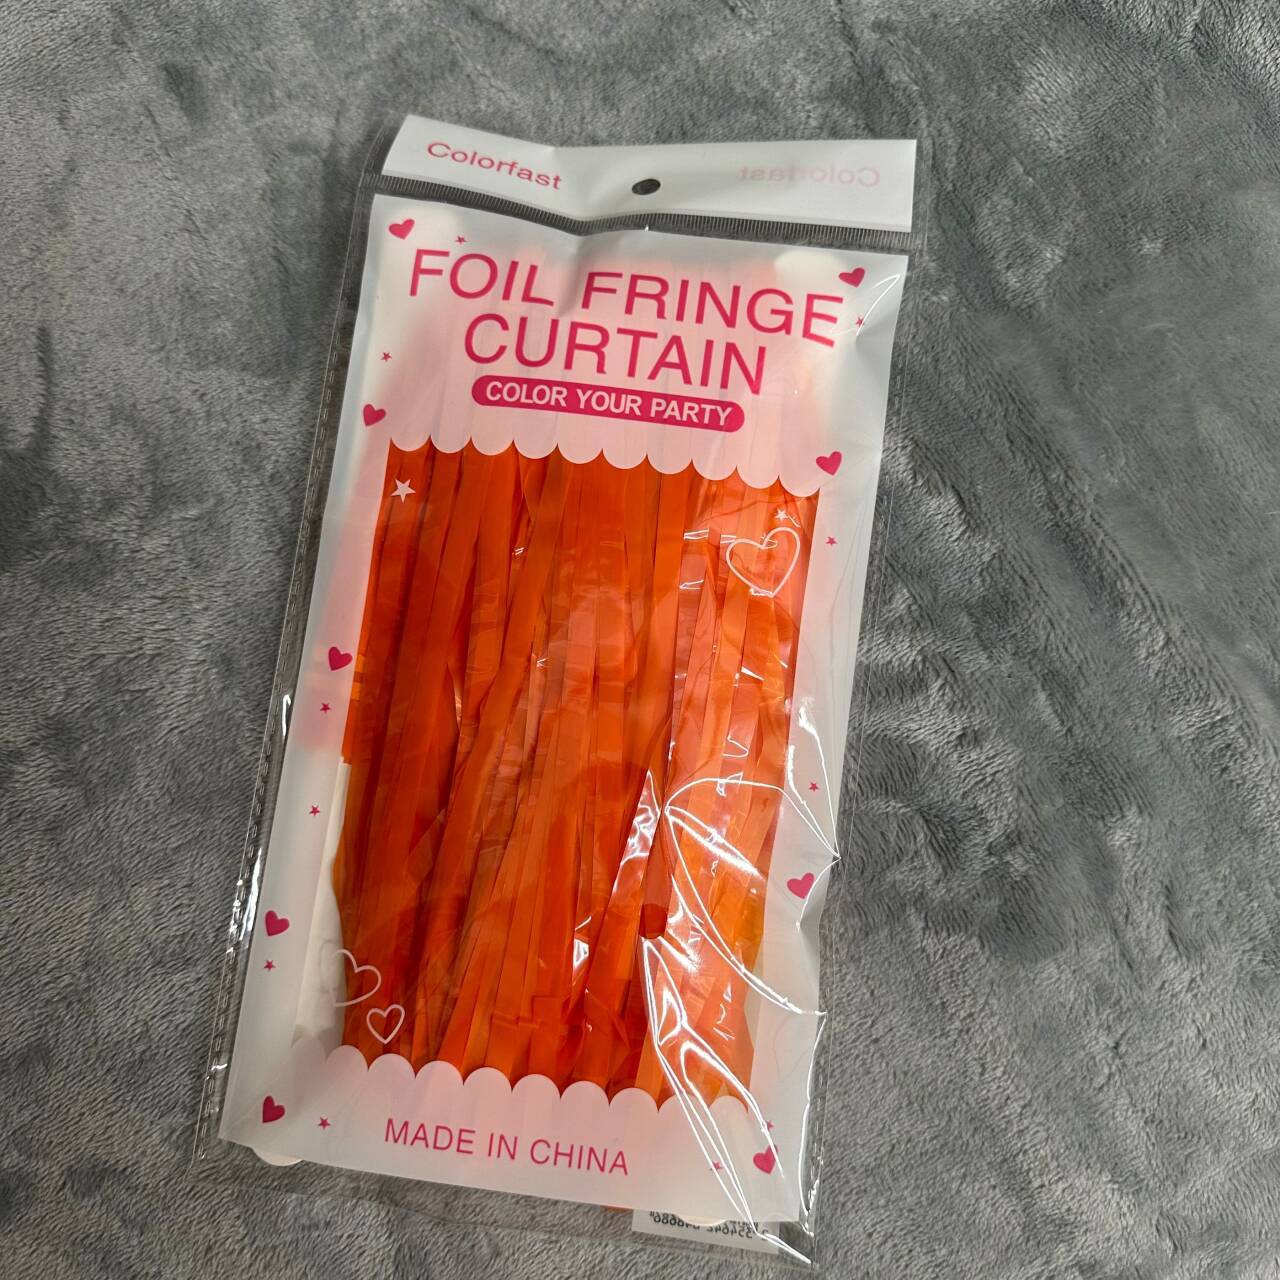 Colorfast
Colorfast
FOIL FRINGE
CURTAIN
COLOR YOUR PARTY
MADE IN CHINA